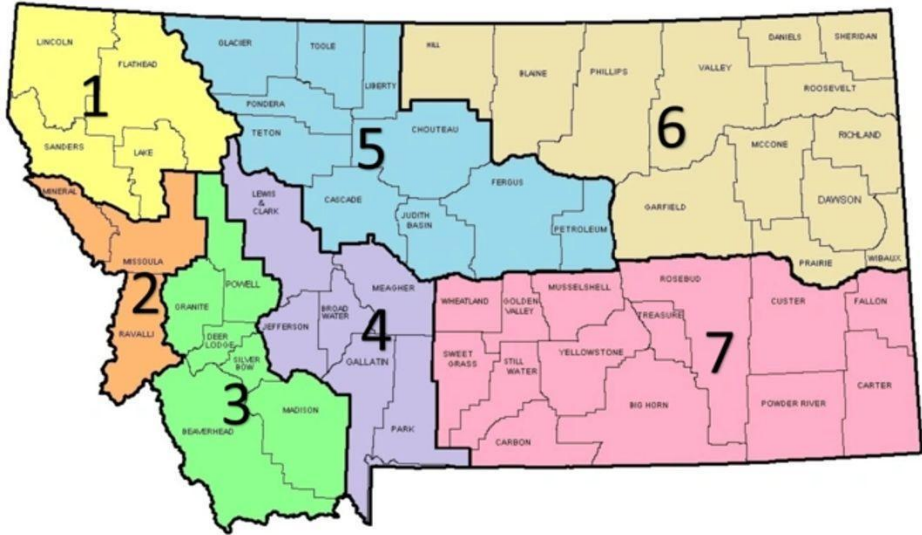 LINCOLN
FLATHEAD
1
SANDERS
LAKE
MINERAL
MISSOULA
2
RAVALLI
GRANITE
POWELL
DEER
LODGE
SILVER
BOW
3
MADISON
BEAVERHEAD
LEWIS
&
CLARK
MEAGHER
BROAD
WATER
JEFFERSON
4
GALLATIN
PARK
GLACIER
TOOLE
LIBERTY
PONDERA
TETON
5
CHOUTEAU
CASCADE
JUDITH
BASIN
FERGUS
PETROLEUM
HILL
BLAINE
PHILLIPS
VALLEY
DANIELS
SHERIDAN
ROOSEVELT
6
MCCONE
RICHLAND
GARFIELD
DAWSON
PRAIRIE
WIBAUX
WHEATLAND
GOLDEN
VALLEY
MUSSELSHELL
ROSEBUD
TREASURE
CUSTER
FALLON
SWEET
GRASS
STILL
WATER
YELLOWSTONE
7
BIG HORN
POWDER RIVER
CARTER
CARBON